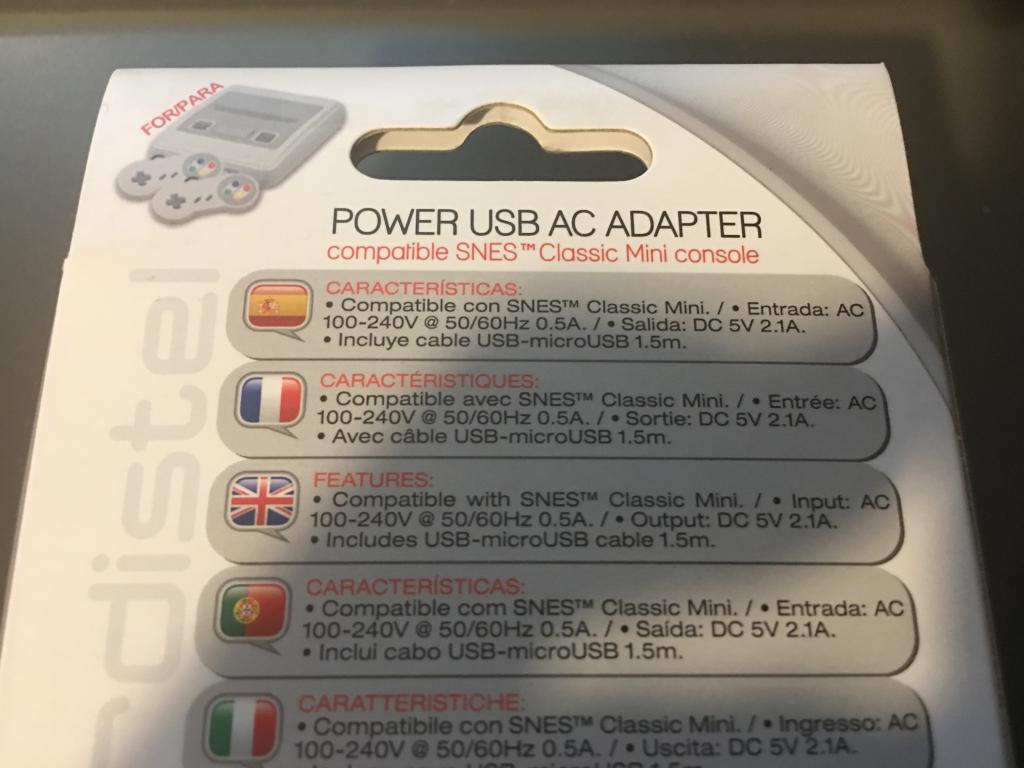 FOR/PARA
POWER USB AC ADAPTER
compatible SNES™ Classic Mini console
CARACTERÍSTICAS:
• Compatible con SNES™ Classic Mini. / • Entrada: AC
100-240V @ 50/60Hz 0.5A. / • Salida: DC 5V 2.1A.
• Incluye cable USB-microUSB 1.5m.
CARACTÉRISTIQUES:
• Compatible avec SNES™ Classic Mini. / • Entrée: AC
100-240V @ 50/60Hz 0.5A. / • Sortie: DC 5V 2.1A.
• Avec câble USB-microUSB 1.5m.
FEATURES:
• Compatible with SNES™ Classic Mini. / • Input: AC
100-240V @ 50/60Hz 0.5A. / • Output: DC 5V 2.1A.
• Includes USB-microUSB cable 1.5m.
CARACTERÍSTICAS:
• Compatible com SNES™ Classic Mini. / • Entrada: AC
100-240V @ 50/60Hz 0.5A. / • Saída: DC 5V 2.1A.
• Inclui cabo USB-microUSB 1.5m.
CARATTERISTICHE:
• Compatibile con SNES™ Classic Mini. / • Ingresso: AC
100-240V @ 50/60Hz 0.5A. / • Uscita: DC 5V 2.1A.
USB-microUSB 1.5m.